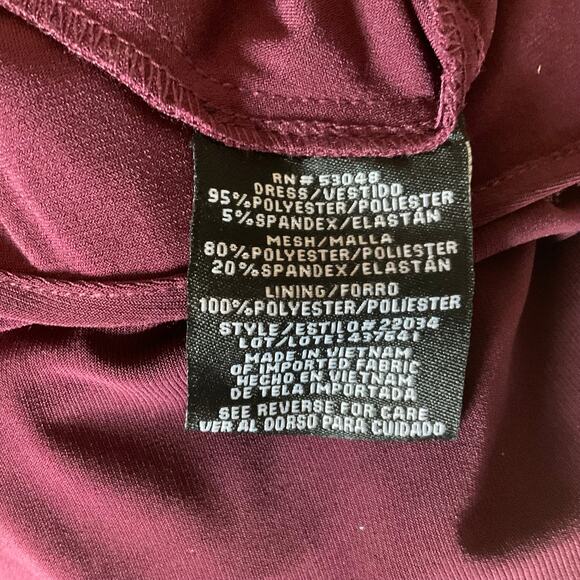 RN# 53048
DRESS/VESTIDO
95%POLYESTER/POLIESTER
5%SPANDEX/ELASTÁN
MESH/MALLA
80%POLYESTER/POLIESTER
20%SPANDEX/ELASTÁN
LINING/FORRO
100%POLYESTER/POLIESTER
STYLE/ESTILO#22034
LOT/LOTE: 437641
MADE IN VIETNAM
OF IMPORTED FABRIC
HECHO EN VIETNAM
DE TELA IMPORTADA
SEE REVERSE FOR CARE
VER AL DORSO PARA CUIDADO